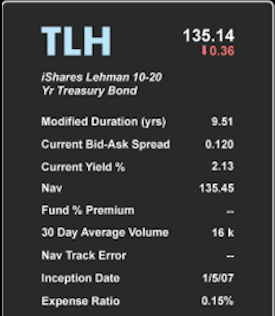 TLH 135.14
⬇0.36
iShares Lehman 10-20
Yr Treasury Bond
Modified Duration (yrs) 9.51
Current Bid-Ask Spread 0.120
Current Yield % 2.13
Nav 135.45
Fund % Premium --
30 Day Average Volume 16 k
Nav Track Error --
Inception Date 1/5/07
Expense Ratio 0.15%